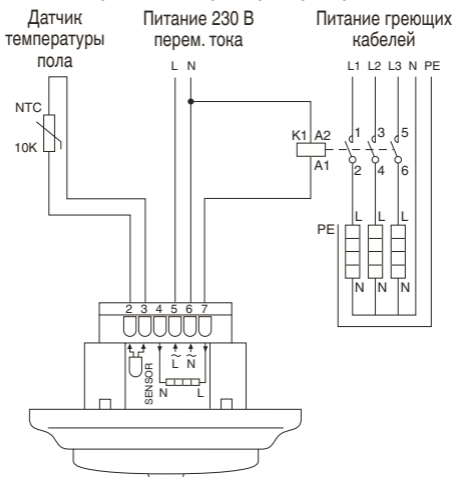 Датчик
температуры
пола
Питание 230 В
перем. тока
Питание греющих
кабелей
L N
L1 L2 L3 N PE
NTC
10K
K1 A2
A1
1 3 5
2 4 6
L L L
PE
N N N
2 3 4 5 6 7
~ ~
L N
SENSOR
N L